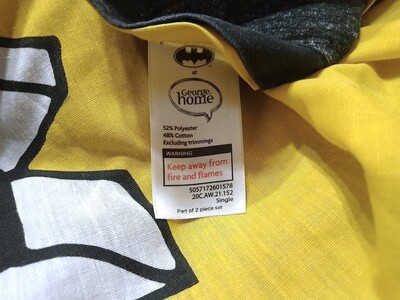 BATMAN
at
George.
home
52% Polyester
48% Cotton
Excluding trimmings
WARNING
Keep away from
fire and flames
5057172601578
20C.AW.21.152
Single
Part of 2 piece set